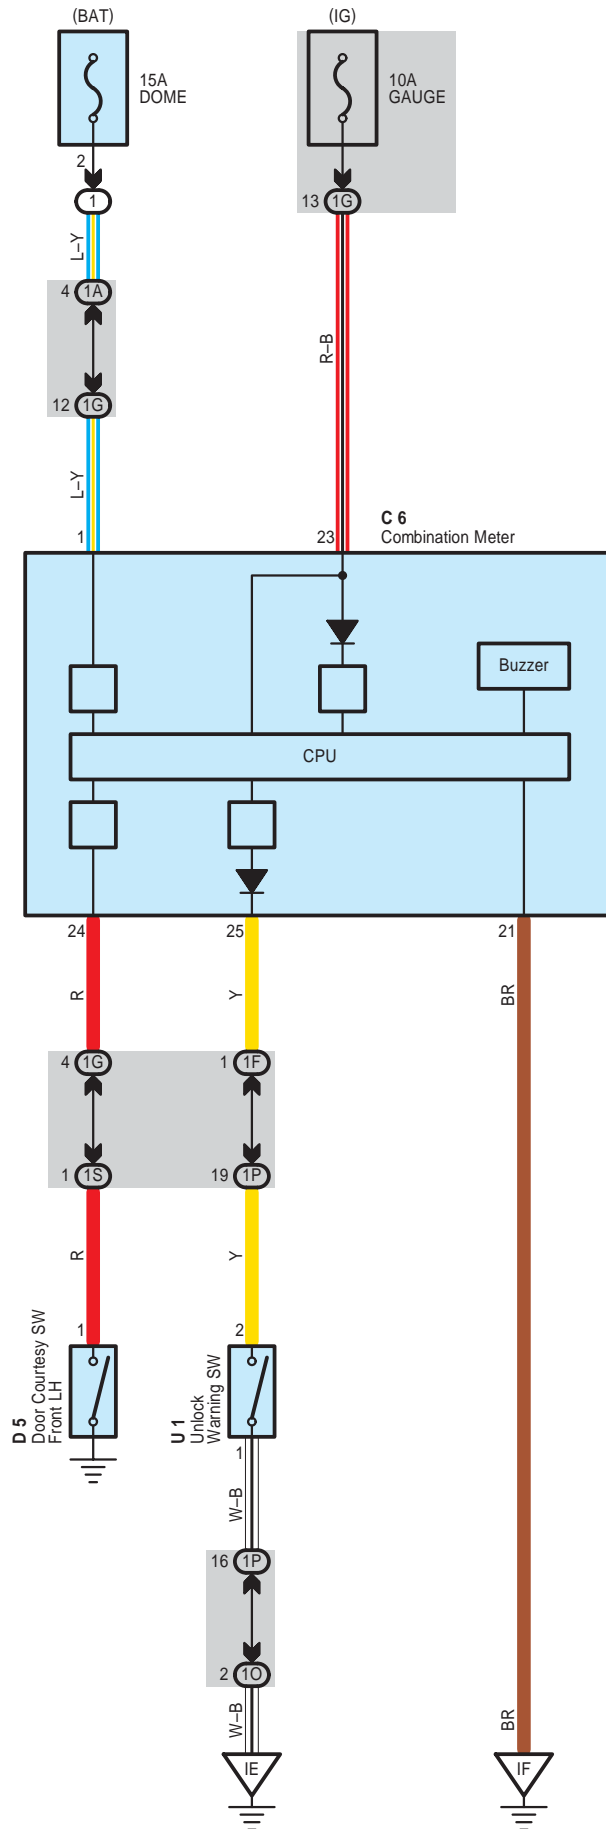 (BAT)
(IG)
15A
DOME
10A
GAUGE
2
1
13 1G
L–Y
4 1A
R–B
12 1G
L–Y
C 6
Combination Meter
1
23
Buzzer
CPU
24
25
21
R
Y
BR
4 1G
1 1F
1 1S
19 1P
R
Y
1
2
D 5
Door Courtesy SW
Front LH
U 1
Unlock
Warning SW
1
W–B
16 1P
2 1O
W–B
BR
IE
IF